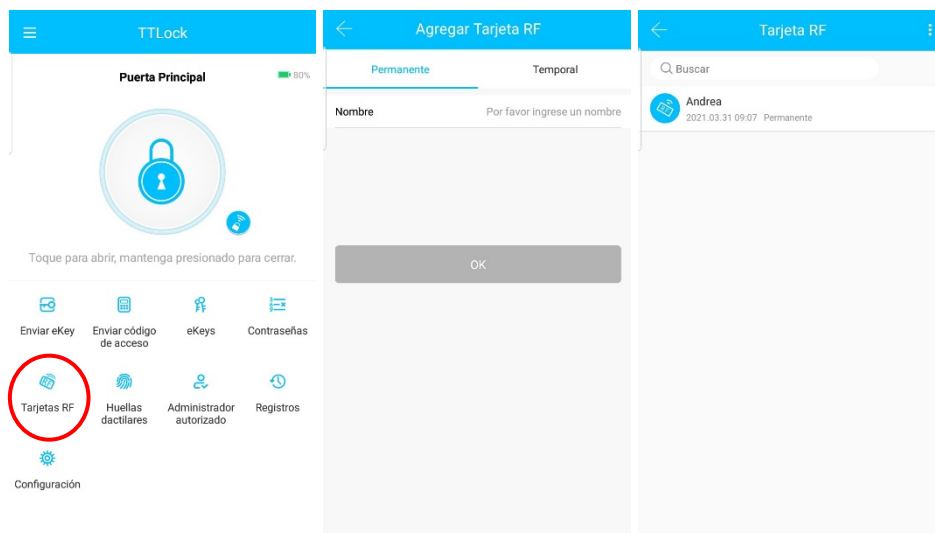 TTLock
Puerta Principal
80%
Toque para abrir, mantenga presionado para cerrar.
Enviar eKey
Enviar código
de acceso
eKeys
Contraseñas
Tarjetas RF
Huellas
dactilares
Administrador
autorizado
Registros
Configuración
Agregar Tarjeta RF
Permanente
Temporal
Nombre
Por favor ingrese un nombre
OK
Tarjeta RF
Buscar
Andrea
2021.03.31 09:07 Permanente